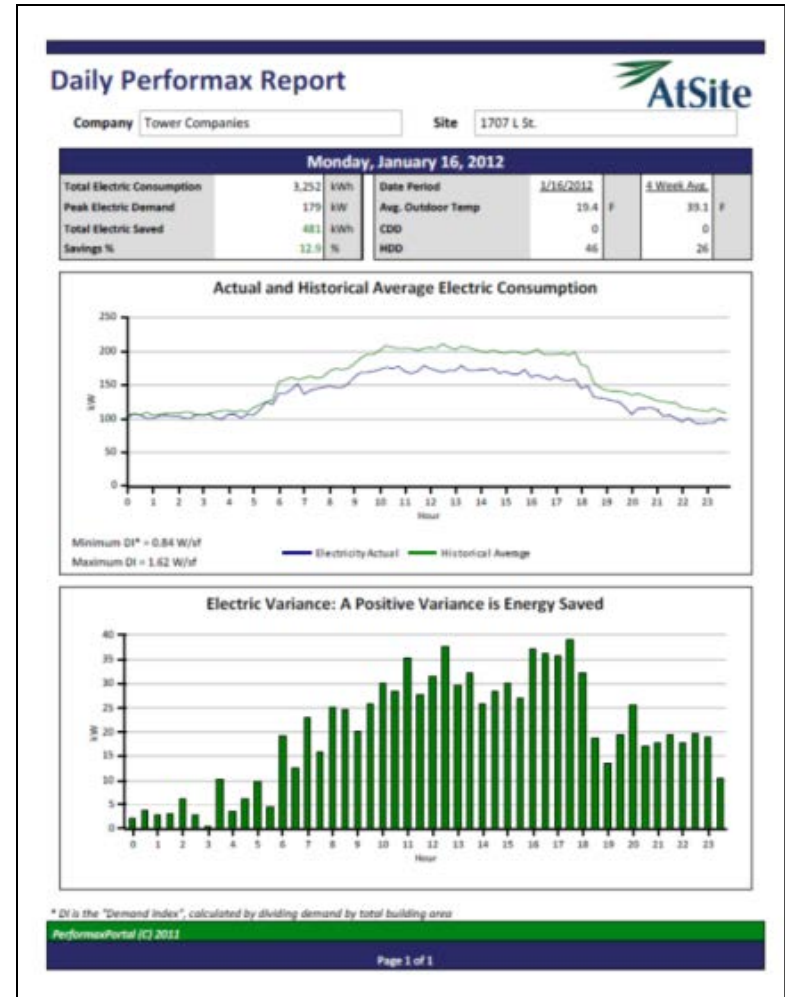 Daily Performax Report
AtSite
Company Tower Companies Site 1707 L St.
Monday, January 16, 2012
Total Electric Consumption 3,252 kWh Date Period 1/16/2012 4 Week Avg.
Peak Electric Demand 179 kW Avg. Outdoor Temp 19.4 F 39.1 F
Total Electric Saved 481 kWh CDD 0 0
Savings % 12.9 % HDD 46 26
Actual and Historical Average Electric Consumption
250
200
150
100
50
0
kW
0 1 2 3 4 5 6 7 8 9 10 11 12 13 14 15 16 17 18 19 20 21 22 23
Hour
Minimum DI* = 0.84 W/sf
Maximum DI = 1.62 W/sf
Electricity Actual Historical Average
Electric Variance: A Positive Variance is Energy Saved
40
35
30
25
20
15
10
5
0
kW
0 1 2 3 4 5 6 7 8 9 10 11 12 13 14 15 16 17 18 19 20 21 22 23
Hour
* DI is the "Demand Index", calculated by dividing demand by total building area
PerformaxPortal (C) 2011
Page 1 of 1